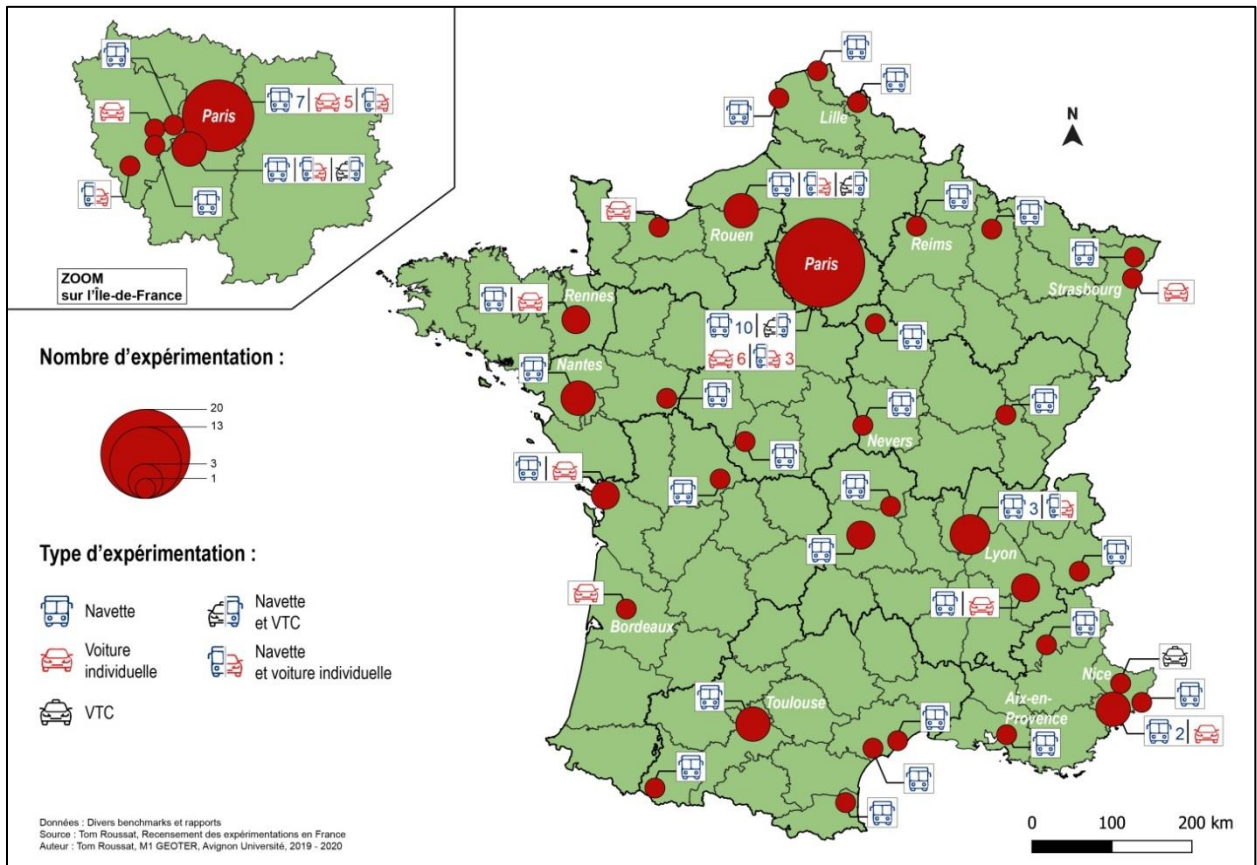 Paris
7
5
ZOOM
sur l'Île-de-France
N
Lille
Rouen
Reims
Paris
Strasbourg
Rennes
10
6
3
Nantes
Nevers
3
Lyon
Bordeaux
Nice
Aix-en-
Provence
Toulouse
2
Nombre d'expérimentation :
20
13
3
1
Type d'expérimentation :
Navette
Navette
et VTC
Voiture
individuelle
Navette
et voiture individuelle
VTC
Données : Divers benchmarks et rapports
Source : Tom Roussat, Recensement des expérimentations en France
Auteur : Tom Roussat, M1 GEOTER, Avignon Université, 2019 - 2020
0 100 200 km